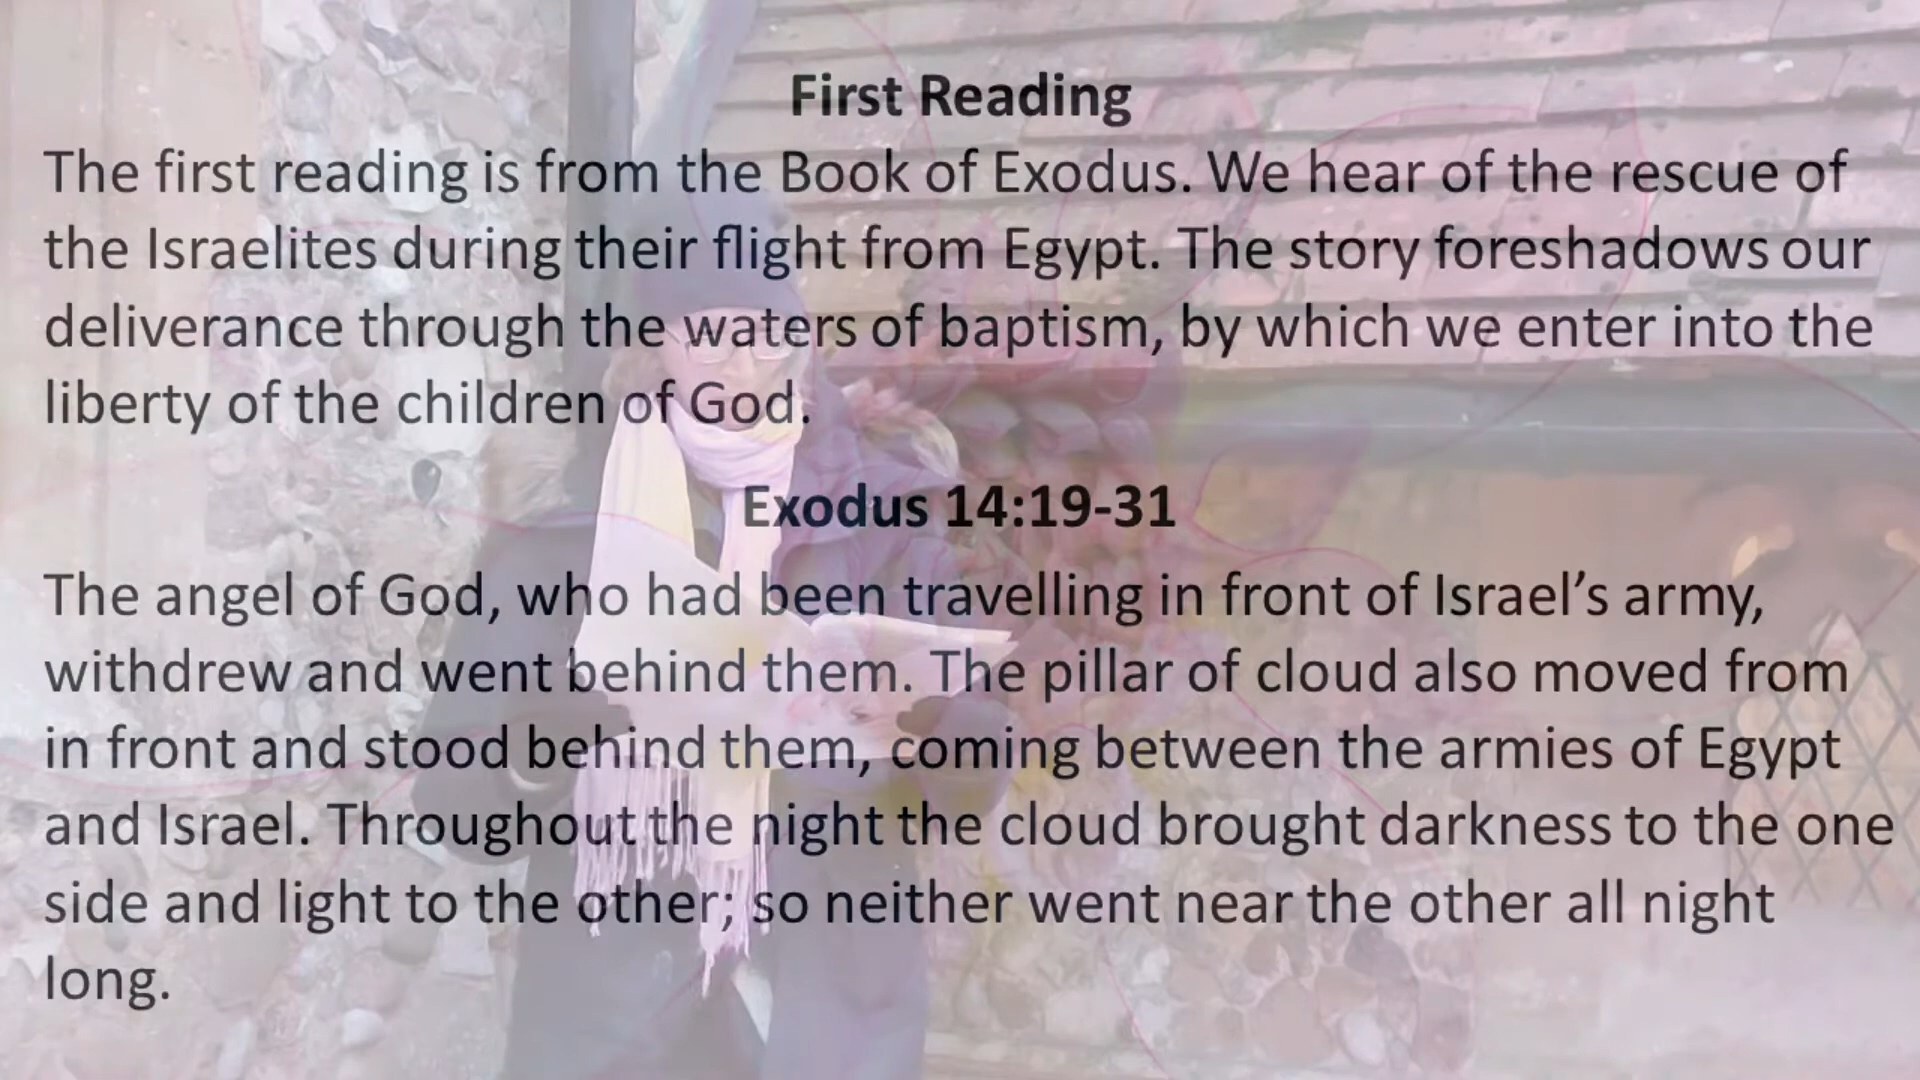 First Reading
The first reading is from the Book of Exodus. We hear of the rescue of
the Israelites during their flight from Egypt. The story foreshadows our
deliverance through the waters of baptism, by which we enter into the
liberty of the children of God.
Exodus 14:19-31
The angel of God, who had been travelling in front of Israel’s army,
withdrew and went behind them. The pillar of cloud also moved from
in front and stood behind them, coming between the armies of Egypt
and Israel. Throughout the night the cloud brought darkness to the one
side and light to the other; so neither went near the other all night
long.